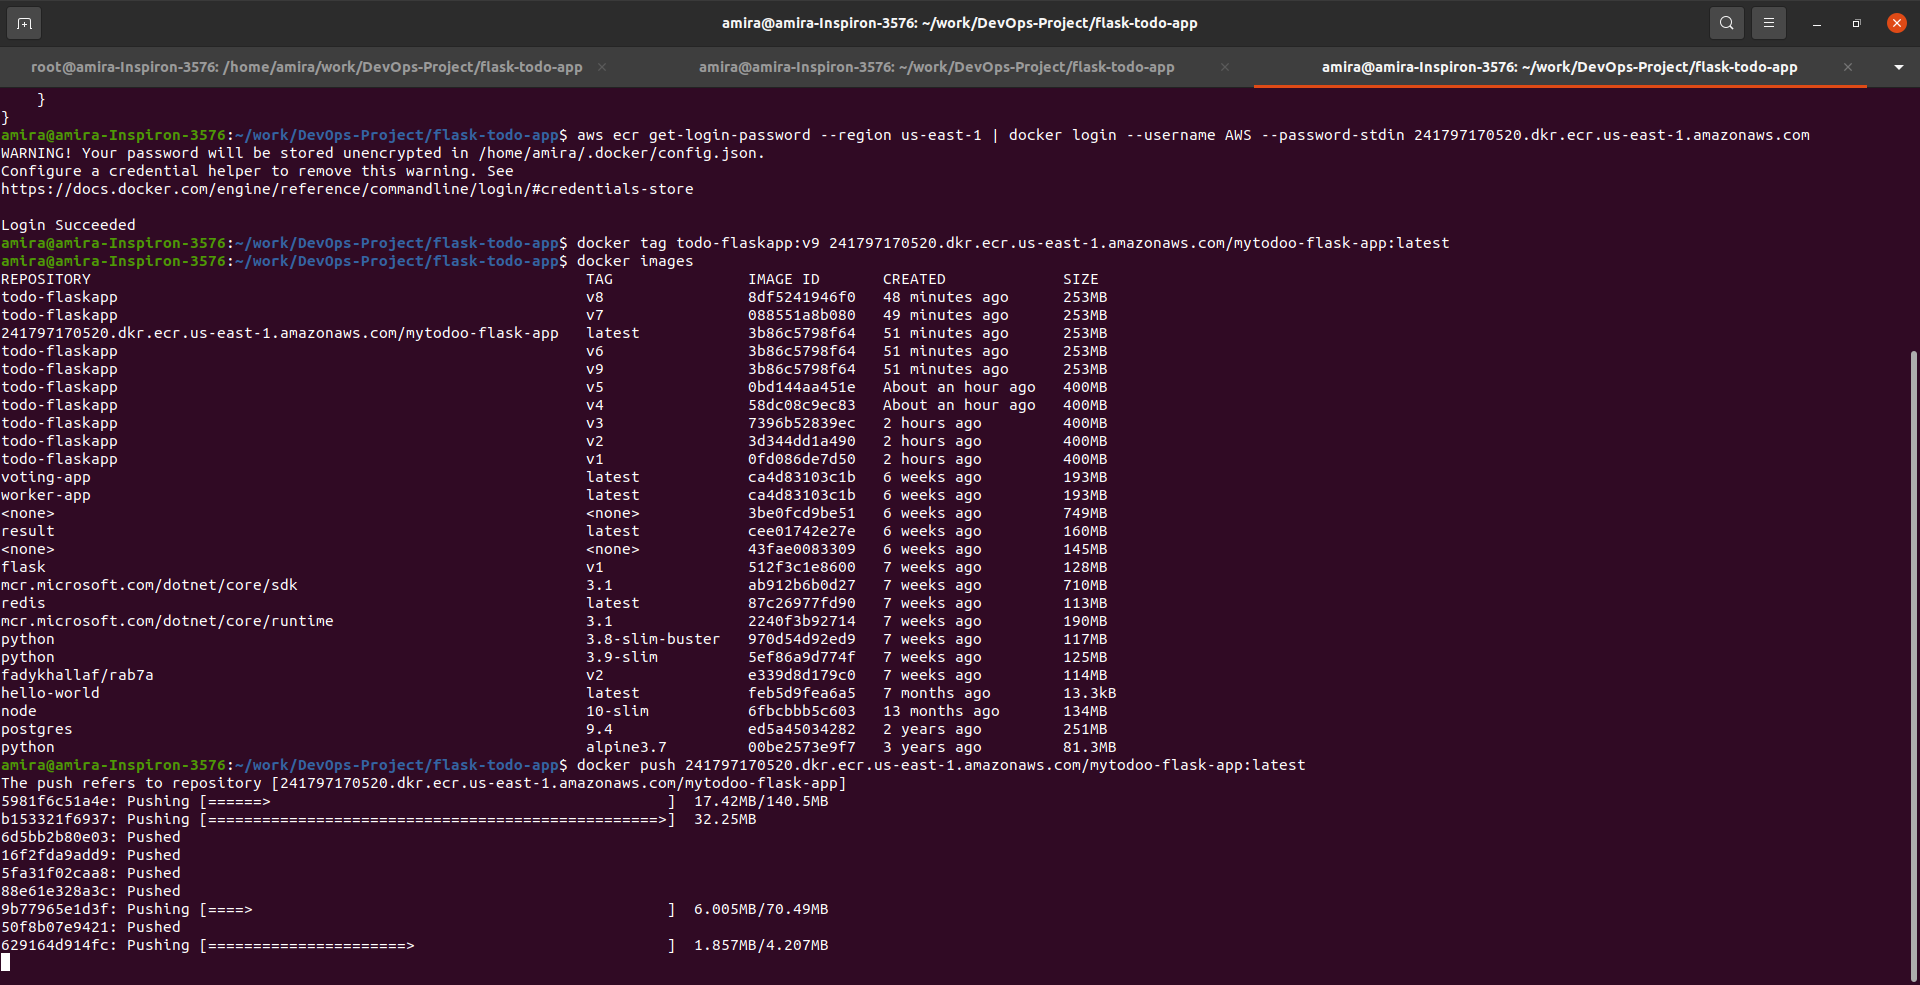 amira@amira-Inspiron-3576: ~/work/DevOps-Project/flask-todo-app
root@amira-Inspiron-3576: /home/amira/work/DevOps-Project/flask-todo-app
amira@amira-Inspiron-3576: ~/work/DevOps-Project/flask-todo-app
amira@amira-Inspiron-3576: ~/work/DevOps-Project/flask-todo-app
    }
}
amira@amira-Inspiron-3576:~/work/DevOps-Project/flask-todo-app$ aws ecr get-login-password --region us-east-1 | docker login --username AWS --password-stdin 241797170520.dkr.ecr.us-east-1.amazonaws.com
WARNING! Your password will be stored unencrypted in /home/amira/.docker/config.json.
Configure a credential helper to remove this warning. See
https://docs.docker.com/engine/reference/commandline/login/#credentials-store
Login Succeeded
amira@amira-Inspiron-3576:~/work/DevOps-Project/flask-todo-app$ docker tag todo-flaskapp:v9 241797170520.dkr.ecr.us-east-1.amazonaws.com/mytodoo-flask-app:latest
amira@amira-Inspiron-3576:~/work/DevOps-Project/flask-todo-app$ docker images
REPOSITORY TAG IMAGE ID CREATED SIZE
todo-flaskapp v8 8df5241946f0 48 minutes ago 253MB
todo-flaskapp v7 088551a8b080 49 minutes ago 253MB
241797170520.dkr.ecr.us-east-1.amazonaws.com/mytodoo-flask-app latest 3b86c5798f64 51 minutes ago 253MB
todo-flaskapp v6 3b86c5798f64 51 minutes ago 253MB
todo-flaskapp v9 3b86c5798f64 51 minutes ago 253MB
todo-flaskapp v5 0bd144aa451e About an hour ago 400MB
todo-flaskapp v4 58dc08c9ec83 About an hour ago 400MB
todo-flaskapp v3 7396b52839ec 2 hours ago 400MB
todo-flaskapp v2 3d344dd1a490 2 hours ago 400MB
todo-flaskapp v1 0fd086de7d50 2 hours ago 400MB
voting-app latest ca4d83103c1b 6 weeks ago 193MB
worker-app latest ca4d83103c1b 6 weeks ago 193MB
<none> <none> 3be0fcd9be51 6 weeks ago 749MB
result latest cee01742e27e 6 weeks ago 160MB
<none> <none> 43fae0083309 6 weeks ago 145MB
flask v1 512f3c1e8600 7 weeks ago 128MB
mcr.microsoft.com/dotnet/core/sdk 3.1 ab912b6b0d27 7 weeks ago 710MB
redis latest 87c26977fd90 7 weeks ago 113MB
mcr.microsoft.com/dotnet/core/runtime 3.1 2240f3b92714 7 weeks ago 190MB
python 3.8-slim-buster 970d54d92ed9 7 weeks ago 117MB
python 3.9-slim 5ef86a9d774f 7 weeks ago 125MB
fadykhallaf/rab7a v2 e339d8d179c0 7 weeks ago 114MB
hello-world latest feb5d9fea6a5 7 months ago 13.3kB
node 10-slim 6fbcbbb5c603 13 months ago 134MB
postgres 9.4 ed5a45034282 2 years ago 251MB
python alpine3.7 00be2573e9f7 3 years ago 81.3MB
amira@amira-Inspiron-3576:~/work/DevOps-Project/flask-todo-app$ docker push 241797170520.dkr.ecr.us-east-1.amazonaws.com/mytodoo-flask-app:latest
The push refers to repository [241797170520.dkr.ecr.us-east-1.amazonaws.com/mytodoo-flask-app]
5981f6c51a4e: Pushing [======>                                            ]  17.42MB/140.5MB
b153321f6937: Pushing [==================================================>]  32.25MB
6d5bb2b80e03: Pushed
16f2fda9add9: Pushed
5fa31f02caa8: Pushed
88e61e328a3c: Pushed
9b77965e1d3f: Pushing [====>                                              ]  6.005MB/70.49MB
50f8b07e9421: Pushed
629164d914fc: Pushing [======================>                            ]  1.857MB/4.207MB